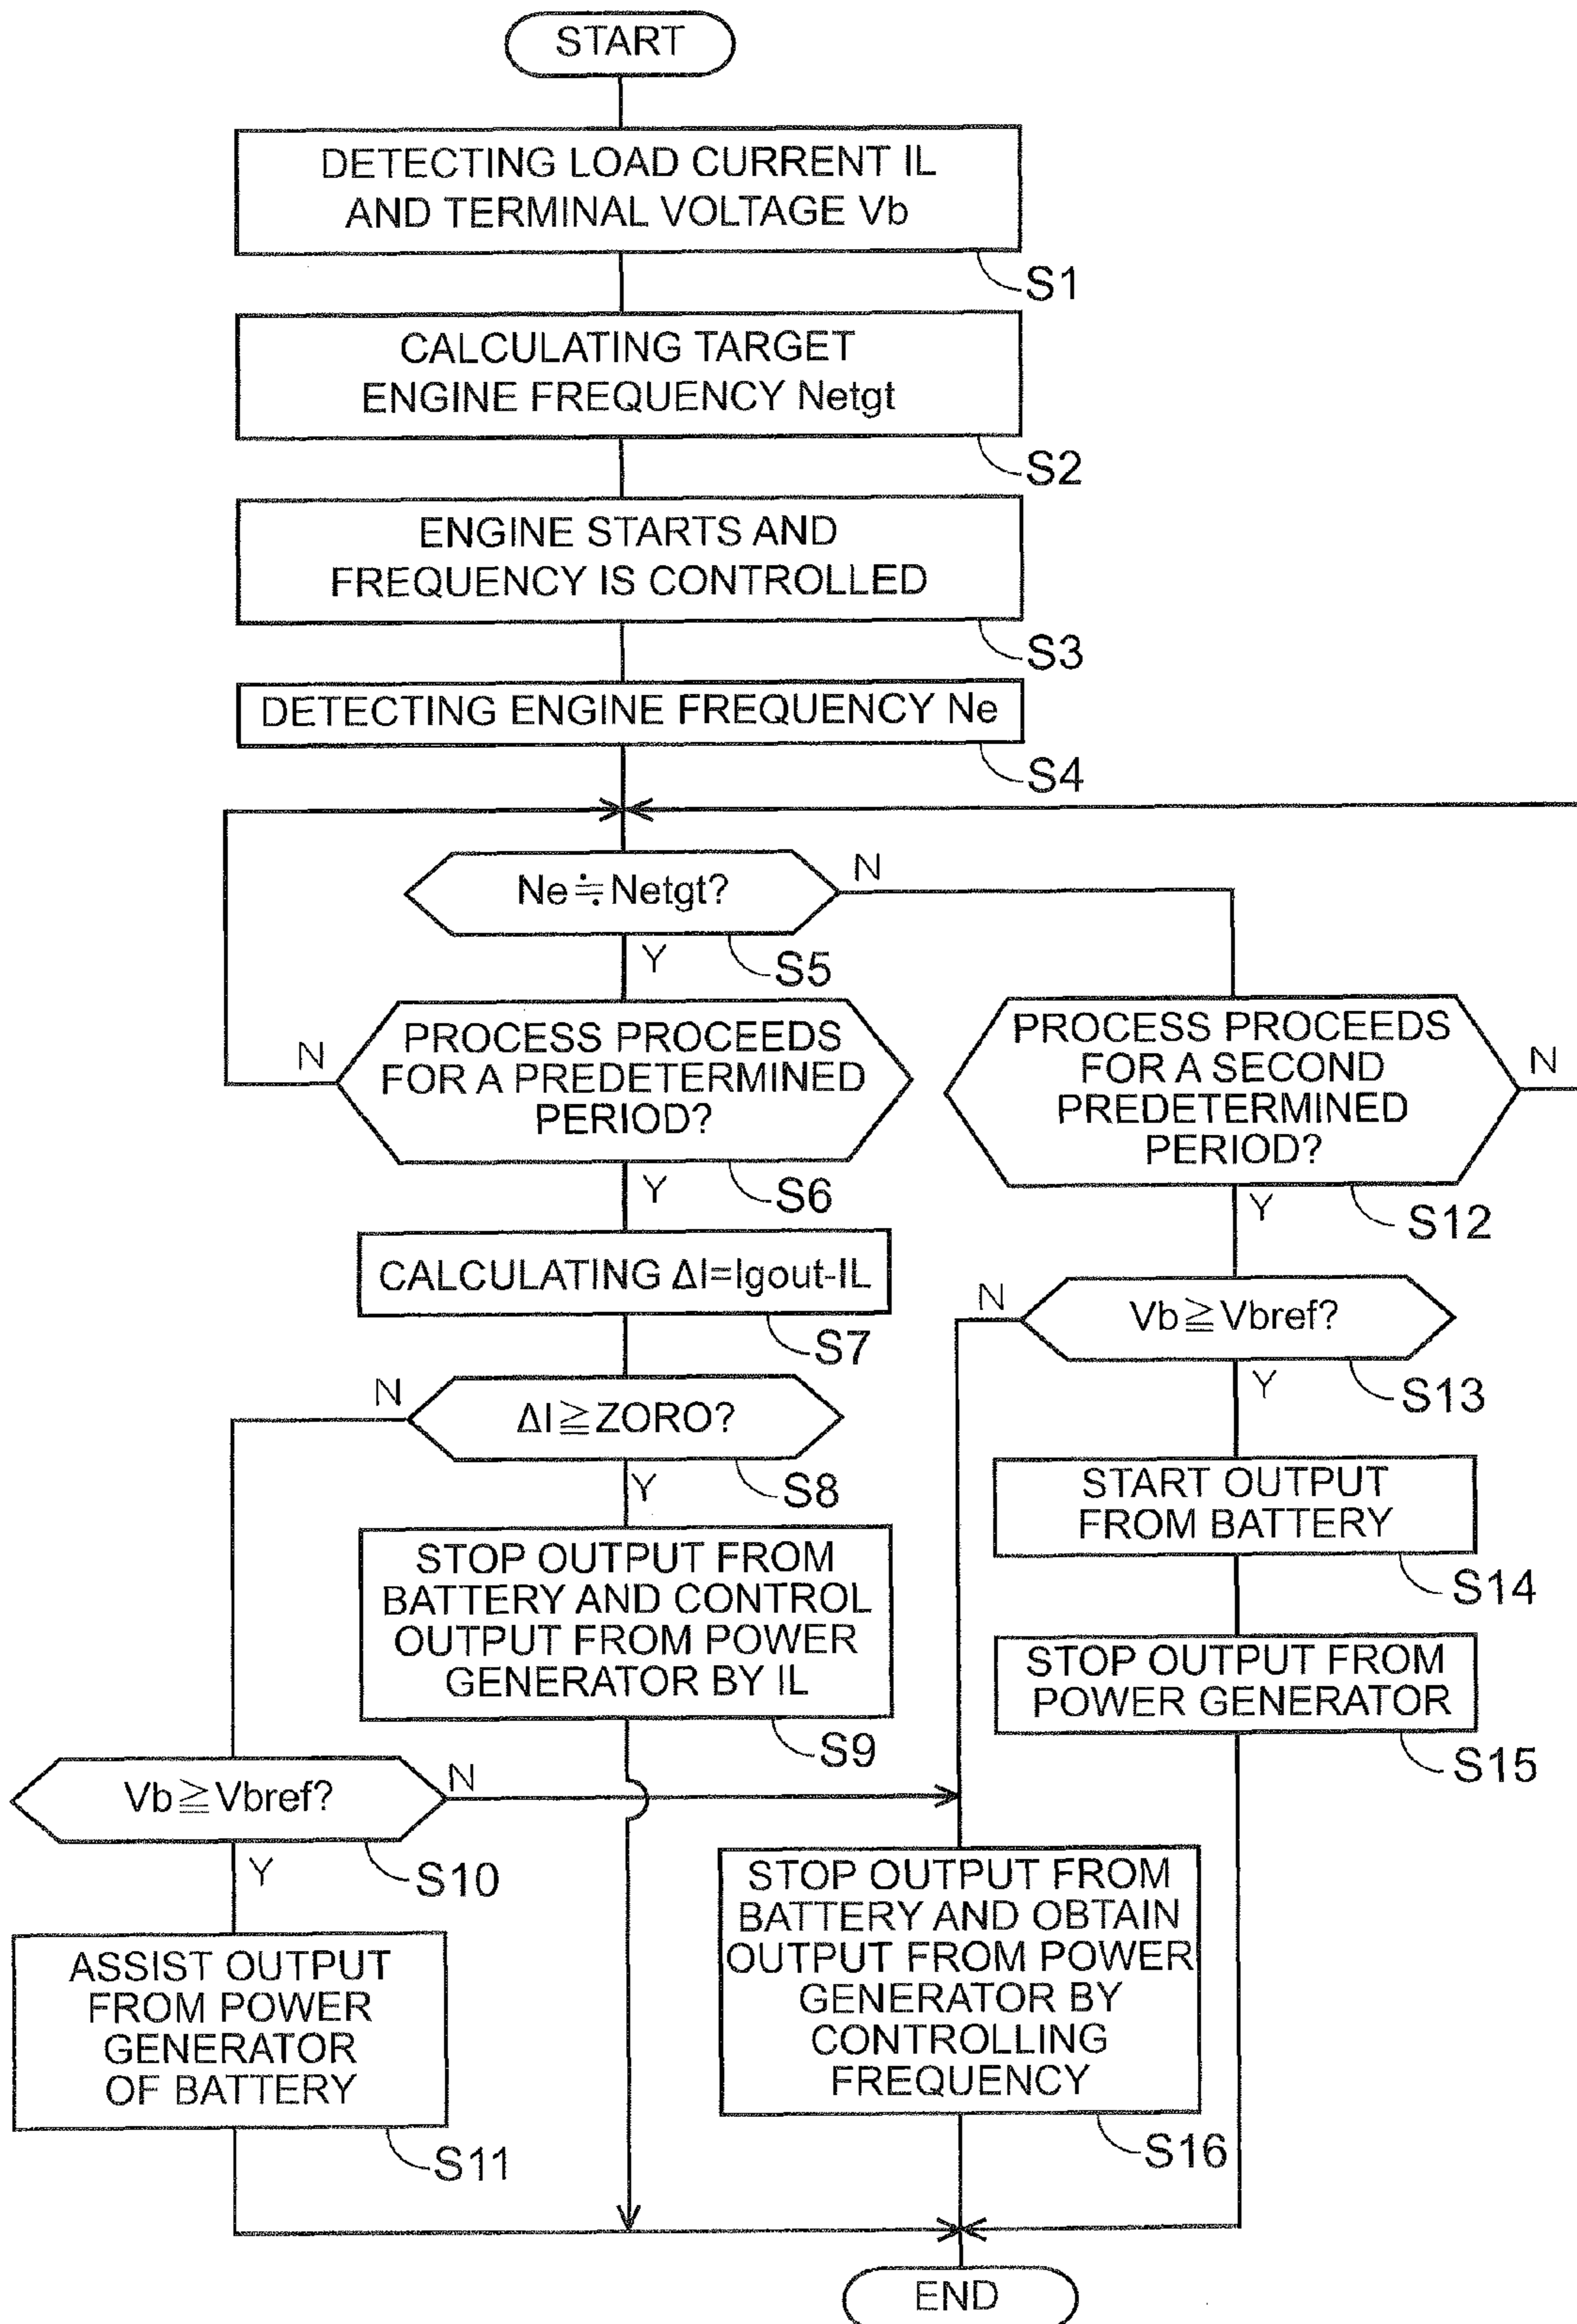 START
DETECTING LOAD CURRENT IL
AND TERMINAL VOLTAGE Vb
S1
CALCULATING TARGET
ENGINE FREQUENCY Netgt
S2
ENGINE STARTS AND
FREQUENCY IS CONTROLLED
S3
DETECTING ENGINE FREQUENCY Ne
S4
Ne≒Netgt?
N
Y
S5
PROCESS PROCEEDS
FOR A PREDETERMINED
PERIOD?
N
Y
S6
PROCESS PROCEEDS
FOR A SECOND
PREDETERMINED
PERIOD?
N
Y
S12
CALCULATING ΔI=Igout-IL
S7
Vb≧Vbref?
N
Y
S13
ΔI≧ZORO?
N
Y
S8
START OUTPUT
FROM BATTERY
S14
STOP OUTPUT FROM
BATTERY AND CONTROL
OUTPUT FROM POWER
GENERATOR BY IL
S9
STOP OUTPUT FROM
POWER GENERATOR
S15
Vb≧Vbref?
N
Y
S10
STOP OUTPUT FROM
BATTERY AND OBTAIN
OUTPUT FROM POWER
GENERATOR BY
CONTROLLING
FREQUENCY
S16
ASSIST OUTPUT
FROM POWER
GENERATOR
OF BATTERY
S11
END